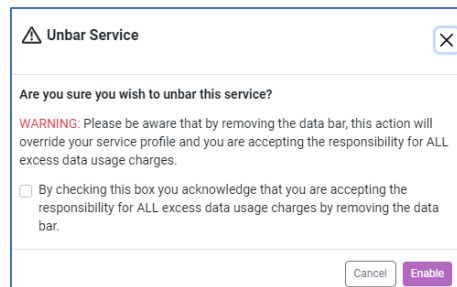 Unbar Service
Are you sure you wish to unbar this service?
WARNING: Please be aware that by removing the data bar, this action will
override your service profile and you are accepting the responsibility for ALL
excess data usage charges.
By checking this box you acknowledge that you are accepting the
responsibility for ALL excess data usage charges by removing the data
bar.
Cancel
Enable